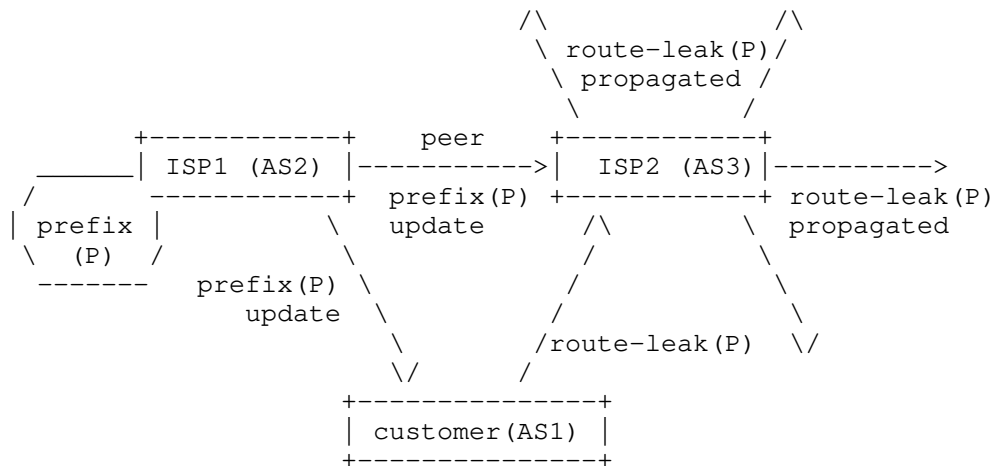 route-leak(P)
propagated
peer
ISP1 (AS2)
ISP2 (AS3)
prefix(P)
update
route-leak(P)
propagated
prefix
(P)
prefix(P)
update
route-leak(P)
customer(AS1)